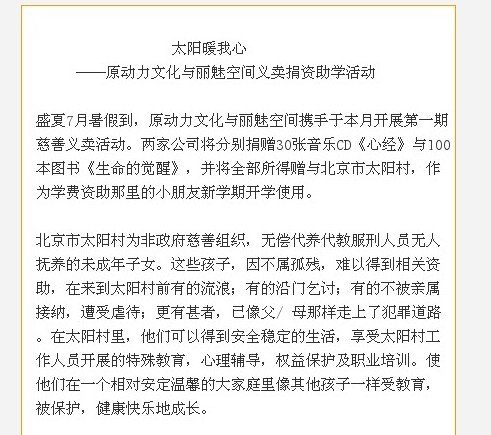 太阳暖我心
——原动力文化与丽魅空间义卖捐资助学活动
盛夏7月暑假到，原动力文化与丽魅空间携手于本月开展第一期
慈善义卖活动。两家公司将分别捐赠30张音乐CD《心经》与100
本图书《生命的觉醒》，并将全部所得赠与北京市太阳村，作
为学费资助那里的小朋友新学期开学使用。
北京市太阳村为非政府慈善组织，无偿代养代教服刑人员无人
抚养的未成年子女。这些孩子，因不属孤残，难以得到相关资
助，在来到太阳村前有的流浪；有的沿门乞讨；有的不被亲属
接纳，遭受虐待；更有甚者，已像父/ 母那样走上了犯罪道路
。在太阳村里，他们可以得到安全稳定的生活，享受太阳村工
作人员开展的特殊教育，心理辅导，权益保护及职业培训。使
他们在一个相对安定温馨的大家庭里像其他孩子一样受教育，
被保护，健康快乐地成长。